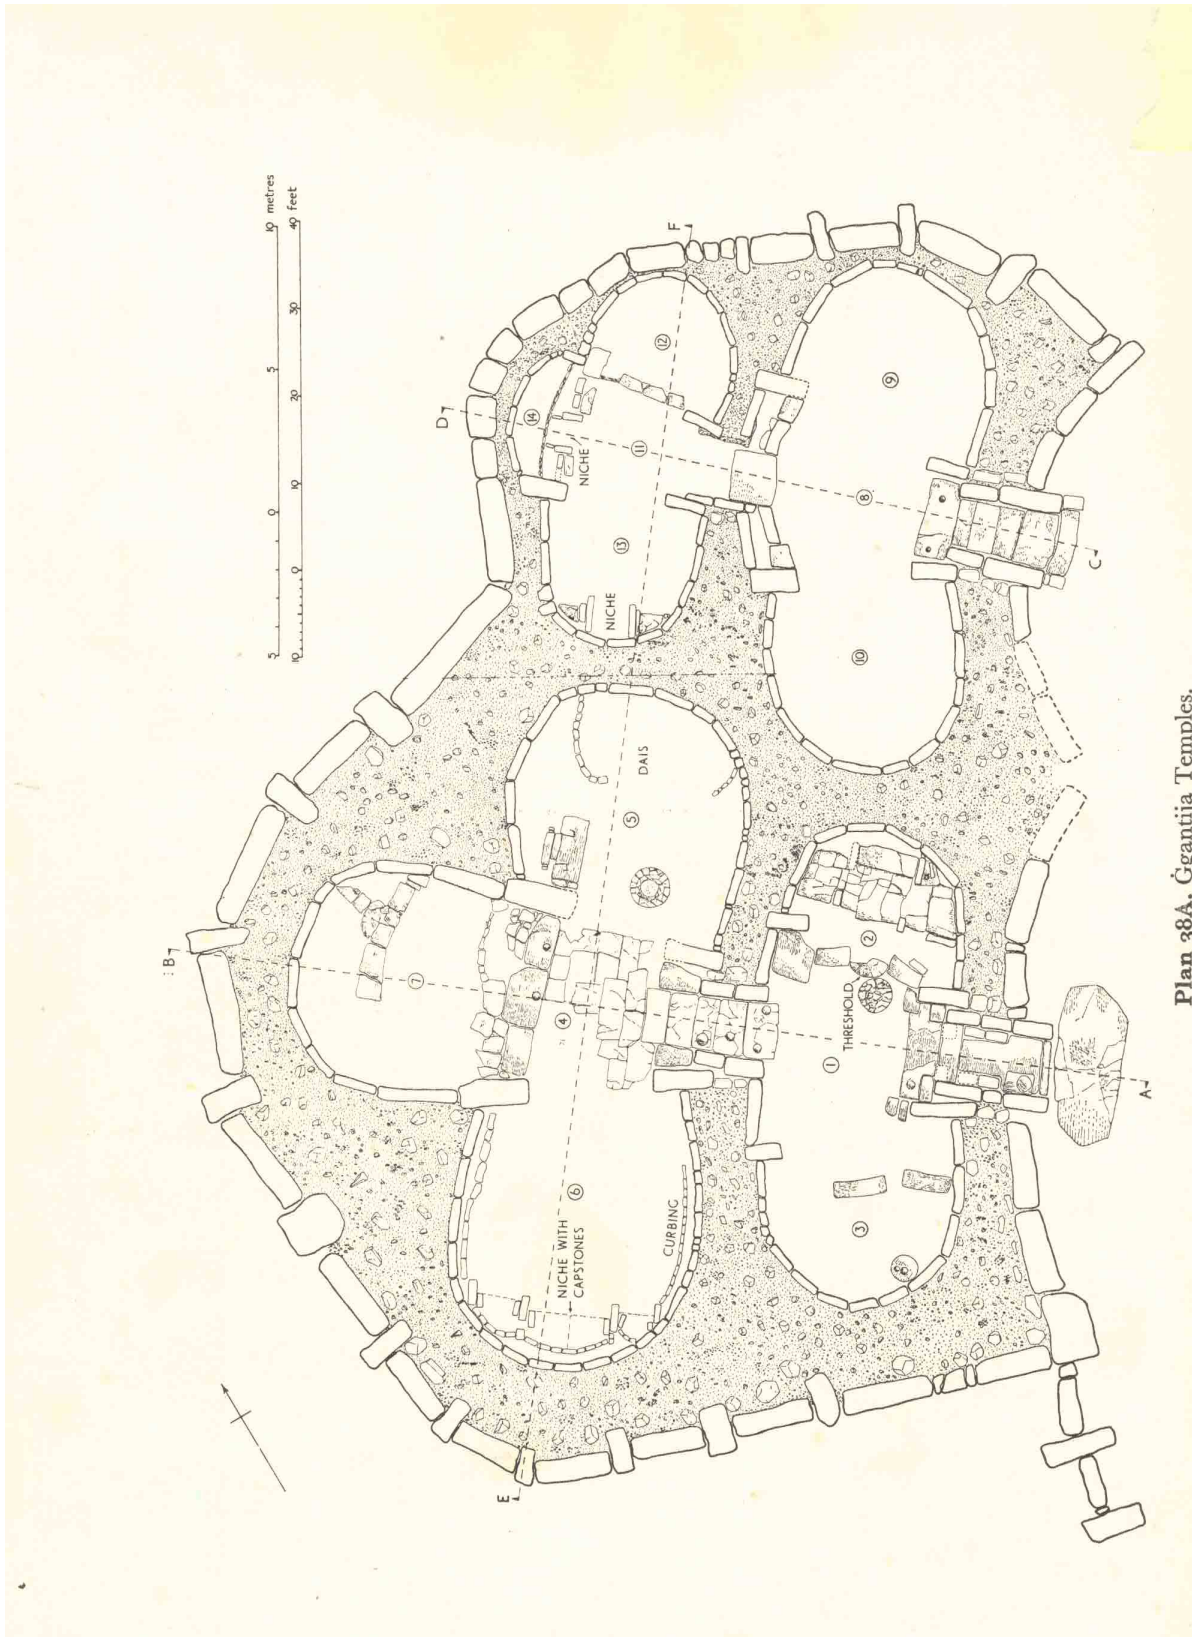 B
5 0 5 10 metres
10 0 10 20 30 40 feet
7
D
E
14
4
NICHE WITH
CAPSTONES
6
NICHE
NICHE
13
5
11
DAIS
12
CURBING
F
1
THRESHOLD
3
10
8
2
9
C
A
Plan 38A. Ġgantija Temples.